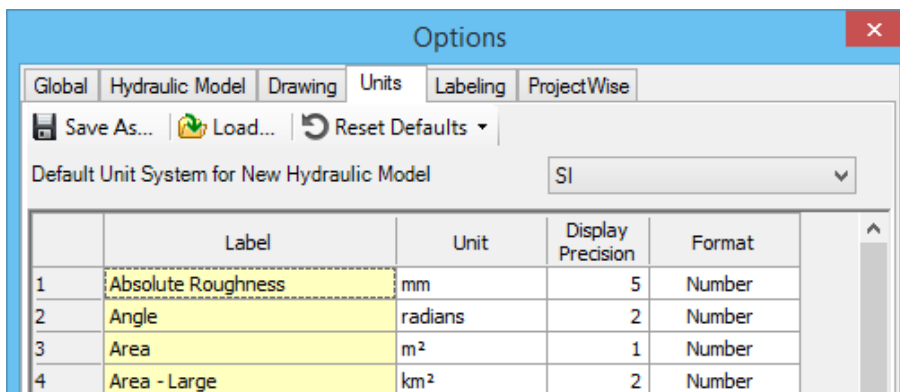 Options
Global Hydraulic Model Drawing Units Labeling ProjectWise
Save As... Load... Reset Defaults
Default Unit System for New Hydraulic Model SI
Label Unit Display Precision Format
1 Absolute Roughness mm 5 Number
2 Angle radians 2 Number
3 Area m² 1 Number
4 Area - Large km² 2 Number